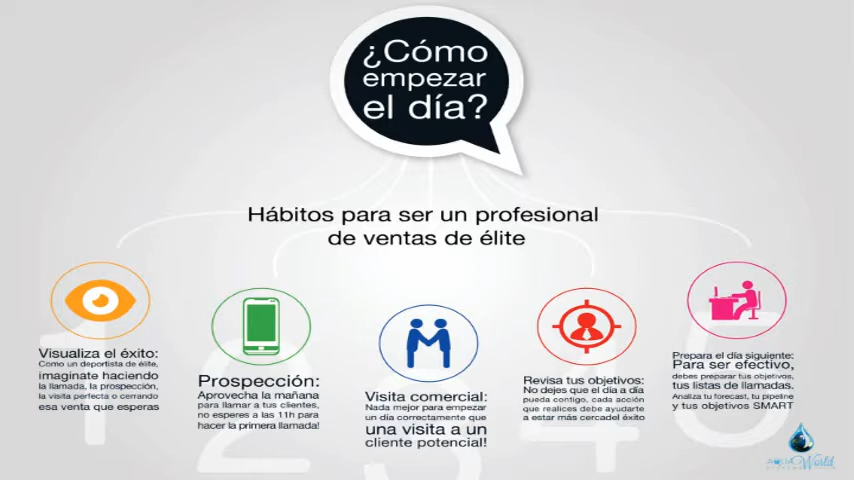 ¿Cómo
empezar
el día?
Hábitos para ser un profesional
de ventas de élite
1
Visualiza el éxito:
Como un deportista de élite,
imagínate haciendo
la llamada, la prospección,
la visita perfecta o cerrando
esa venta que esperas
2
Prospección:
Aprovecha la mañana
para llamar a tus clientes,
no esperes a las 11h para
hacer la primera llamada!
3
Visita comercial:
Nada mejor para empezar
un día correctamente que
una visita a un
cliente potencial!
4
Revisa tus objetivos:
No dejes que el día a día
pueda contigo, cada acción
que realices debe ayudarte
a estar más cercadel éxito
5
Prepara el día siguiente:
Para ser efectivo,
debes preparar tus objetivos,
tus listas de llamadas.
Analiza tu forecast, tu pipeline
y tus objetivos SMART
World